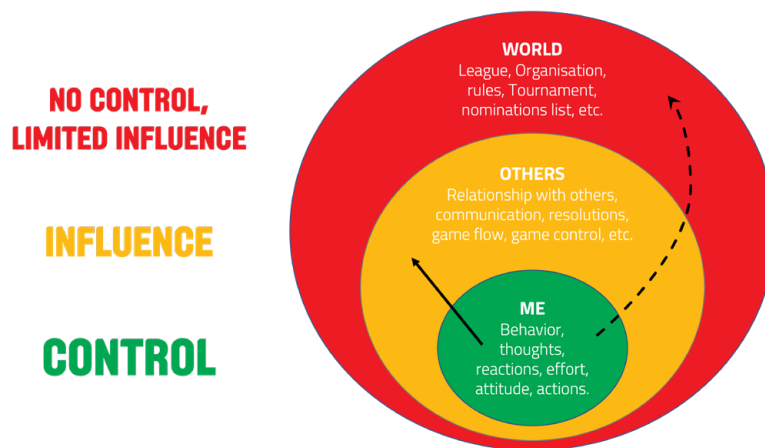 NO CONTROL,
LIMITED INFLUENCE
INFLUENCE
CONTROL
WORLD
League, Organisation,
rules, Tournament,
nominations list, etc.
OTHERS
Relationship with others,
communication, resolutions,
game flow, game control, etc.
ME
Behavior,
thoughts,
reactions, effort,
attitude, actions.